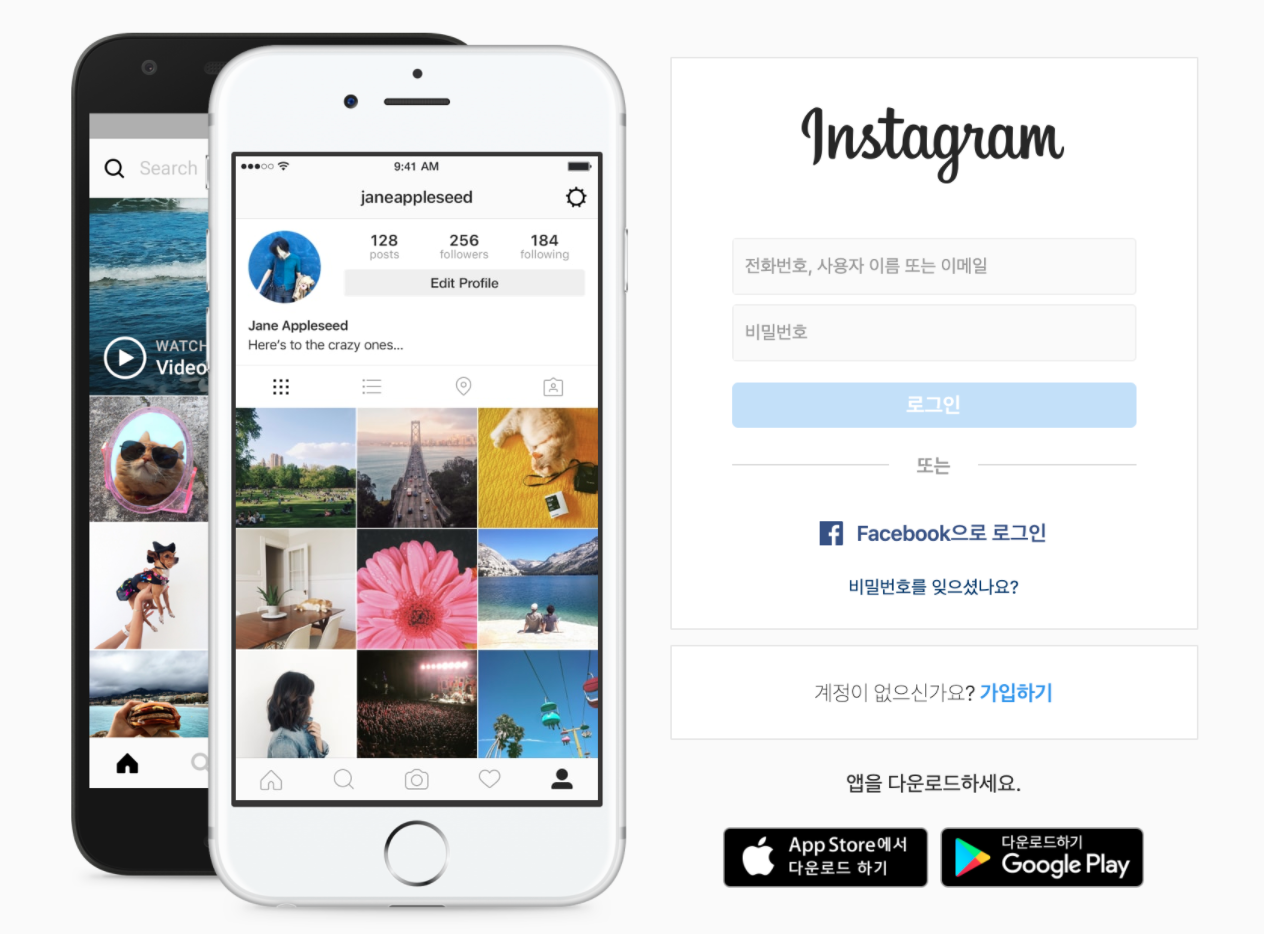 Search
WATCH
Video
9:41 AM
janeappleseed
128 256 184
posts followers following
Edit Profile
Jane Appleseed
Here's to the crazy ones...
Instagram
전화번호, 사용자 이름 또는 이메일
비밀번호
로그인
또는
Facebook으로 로그인
비밀번호를 잊으셨나요?
계정이 없으신가요? 가입하기
앱을 다운로드하세요.
App Store에서
다운로드 하기
다운로드하기
Google Play